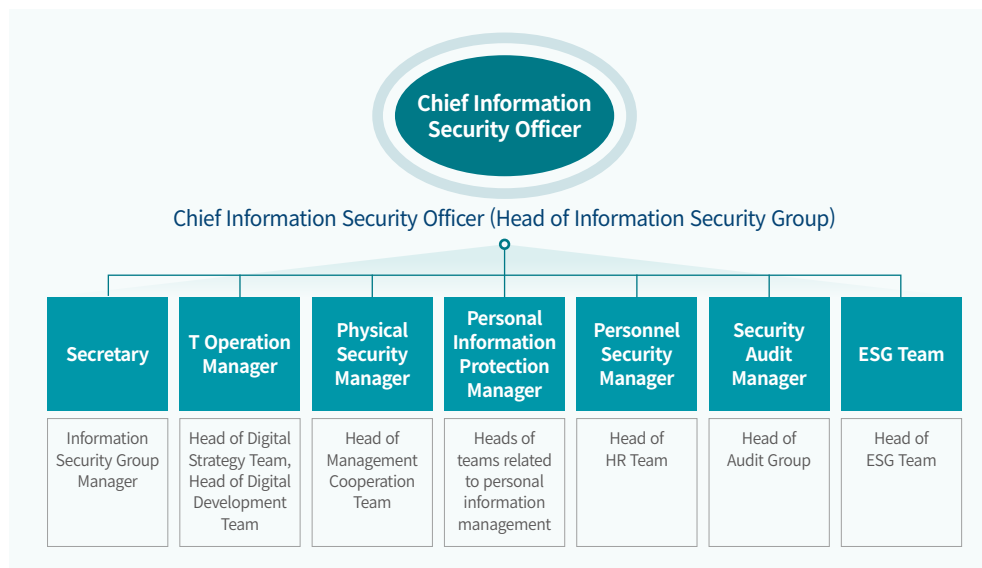 Chief Information
Security Officer
Chief Information Security Officer (Head of Information Security Group)
Secretary
T Operation
Manager
Physical
Security
Manager
Personal
Information
Protection
Manager
Personnel
Security
Manager
Security
Audit
Manager
ESG Team
Information
Security Group
Manager
Head of Digital
Strategy Team,
Head of Digital
Development
Team
Head of
Management
Cooperation
Team
Heads of
teams related
to personal
information
management
Head of
HR Team
Head of
Audit Group
Head of
ESG Team